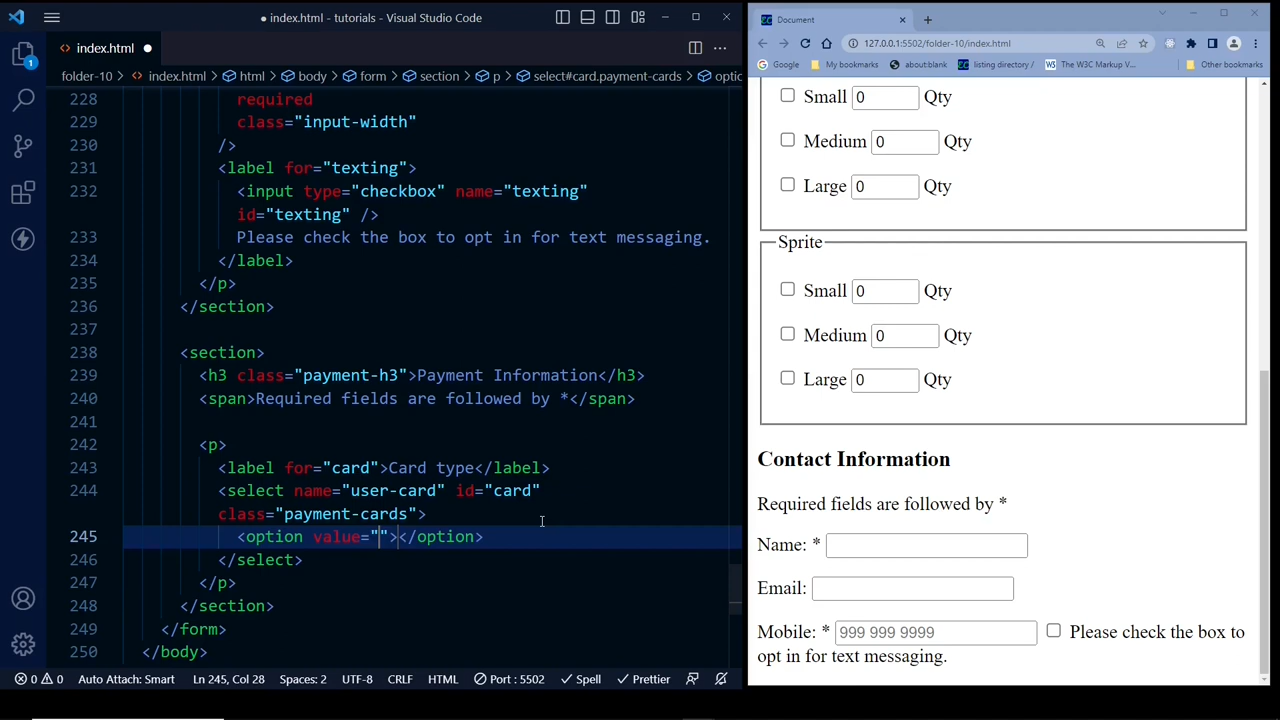 ● index.html - tutorials - Visual Studio Code
index.html ●
folder-10 > index.html > html > body > form > section > p > select#card.payment-cards > optic
228 required
229 class="input-width"
230 />
231 <label for="texting">
232 <input type="checkbox" name="texting"
id="texting" />
233 Please check the box to opt in for text messaging.
234 </label>
235 </p>
236 </section>
237
238 <section>
239 <h3 class="payment-h3">Payment Information</h3>
240 <span>Required fields are followed by *</span>
241
242 <p>
243 <label for="card">Card type</label>
244 <select name="user-card" id="card"
class="payment-cards">
245 <option value=""></option>
246 </select>
247 </p>
248 </section>
249 </form>
250 </body>
1
0 0 Auto Attach: Smart Ln 245, Col 28 Spaces: 2 UTF-8 CRLF HTML Port : 5502 Spell Prettier
Document
127.0.0.1:5502/folder-10/index.html
Google My bookmarks about:blank listing directory / The W3C Markup V... Other bookmarks
Small 0 Qty
Medium 0 Qty
Large 0 Qty
Sprite
Small 0 Qty
Medium 0 Qty
Large 0 Qty
Contact Information
Required fields are followed by *
Name: *
Email:
Mobile: * 999 999 9999 Please check the box to
opt in for text messaging.